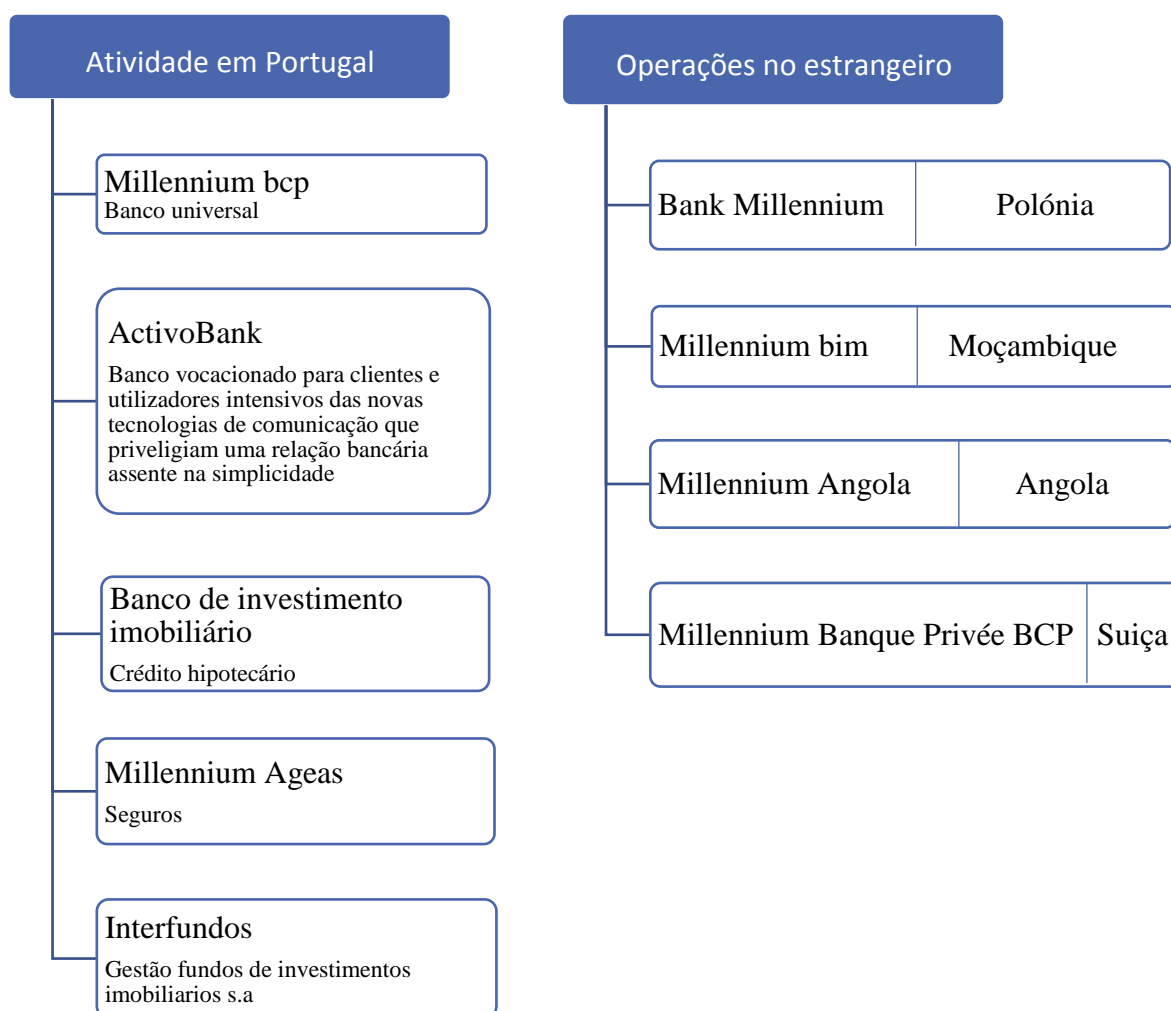 Atividade em Portugal
Millennium bcp
Banco universal
ActivoBank
Banco vocacionado para clientes e
utilizadores intensivos das novas
tecnologias de comunicação que
priveligiam uma relação bancária
assente na simplicidade
Banco de investimento
imobiliário
Crédito hipotecário
Millennium Ageas
Seguros
Interfundos
Gestão fundos de investimentos
imobiliarios s.a
Operações no estrangeiro
Bank Millennium Polónia
Millennium bim Moçambique
Millennium Angola Angola
Millennium Banque Privée BCP Suiça